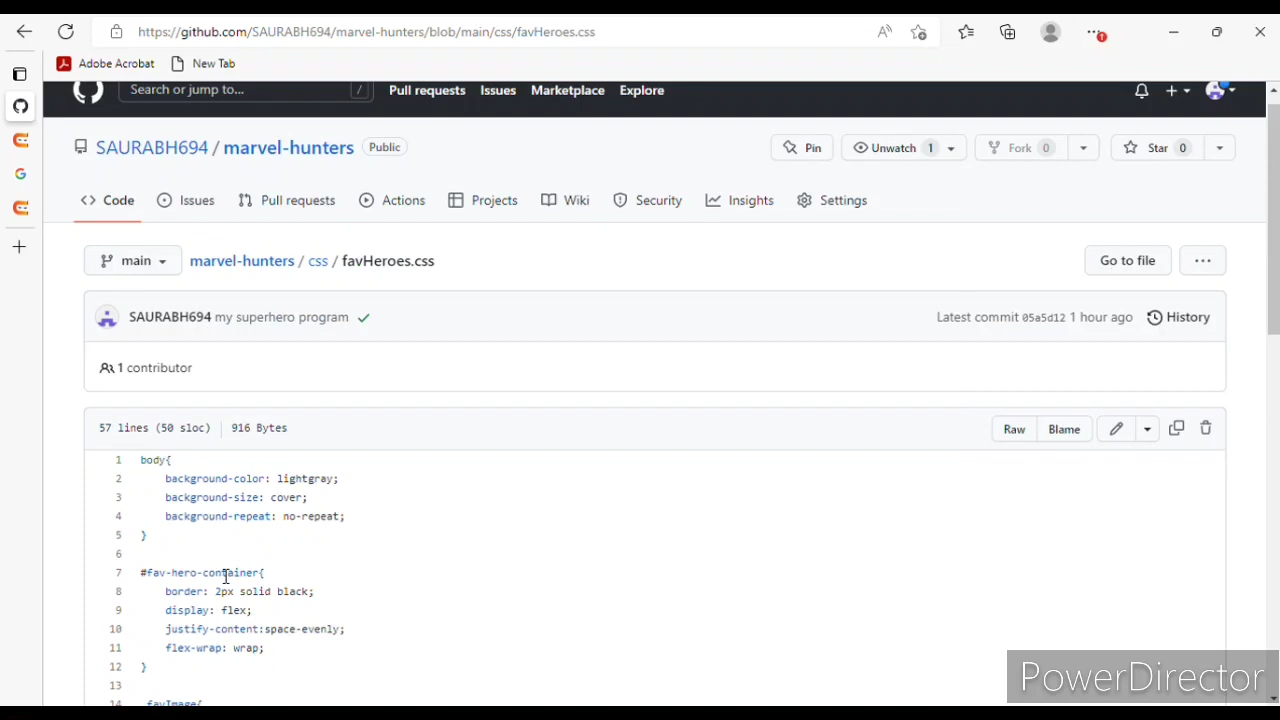 https://github.com/SAURABH694/marvel-hunters/blob/main/css/favHeroes.css
Adobe Acrobat New Tab
Search or jump to... / Pull requests Issues Marketplace Explore
SAURABH694 / marvel-hunters Public Pin Unwatch 1 Fork 0 Star 0
Code Issues Pull requests Actions Projects Wiki Security Insights Settings
main marvel-hunters / css / favHeroes.css Go to file ...
SAURABH694 my superhero program Latest commit 05a5d12 1 hour ago History
1 contributor
57 lines (50 sloc) 916 Bytes Raw Blame
1 body{
2 background-color: lightgray;
3 background-size: cover;
4 background-repeat: no-repeat;
5 }
6
7 #fav-hero-container{
8 border: 2px solid black;
9 display: flex;
10 justify-content:space-evenly;
11 flex-wrap: wrap;
12 }
13
14 .favImage{
PowerDirector